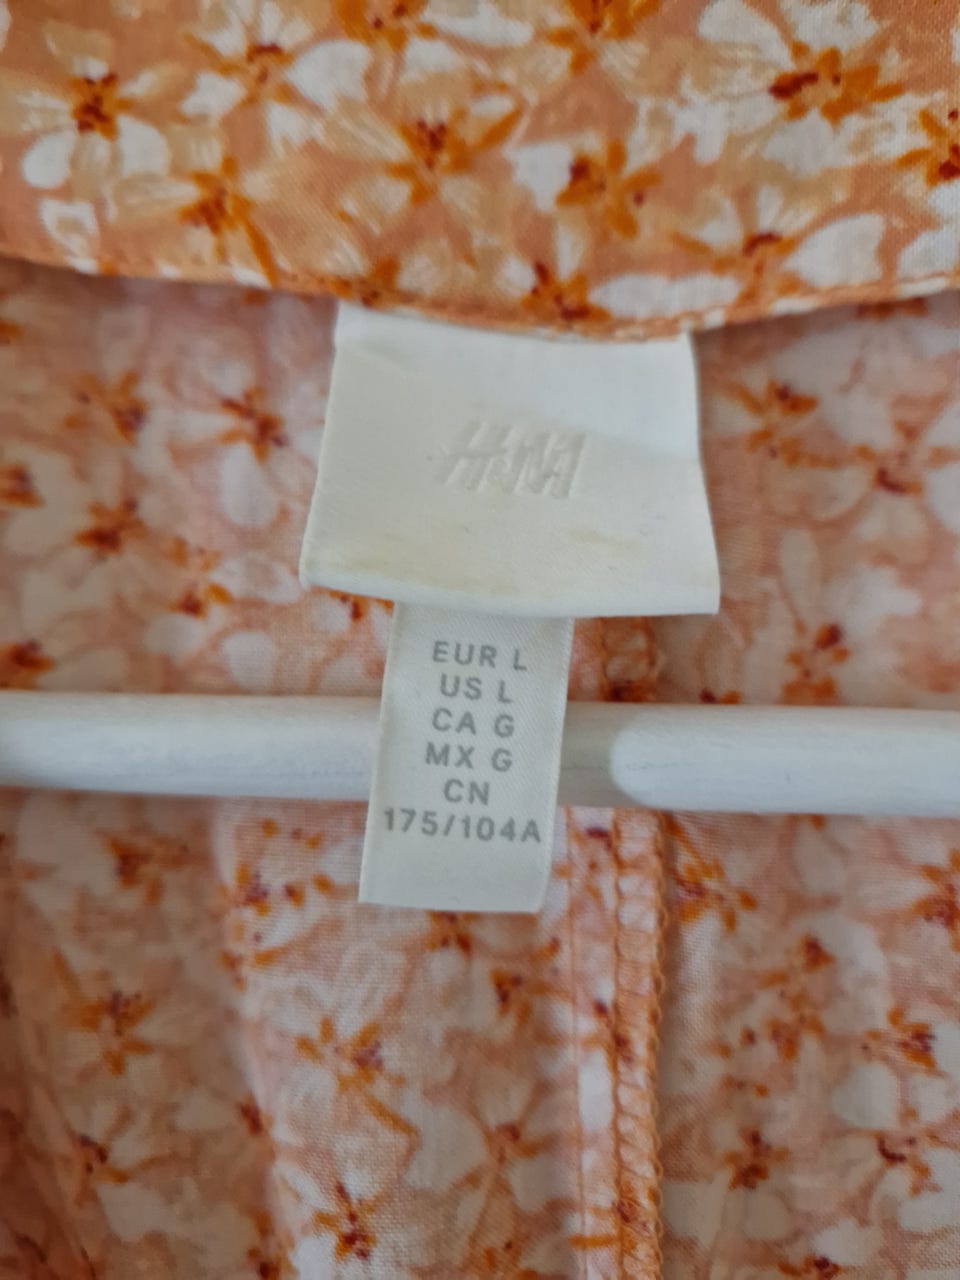 H&M
EUR L
US L
CA G
MX G
CN
175/104A